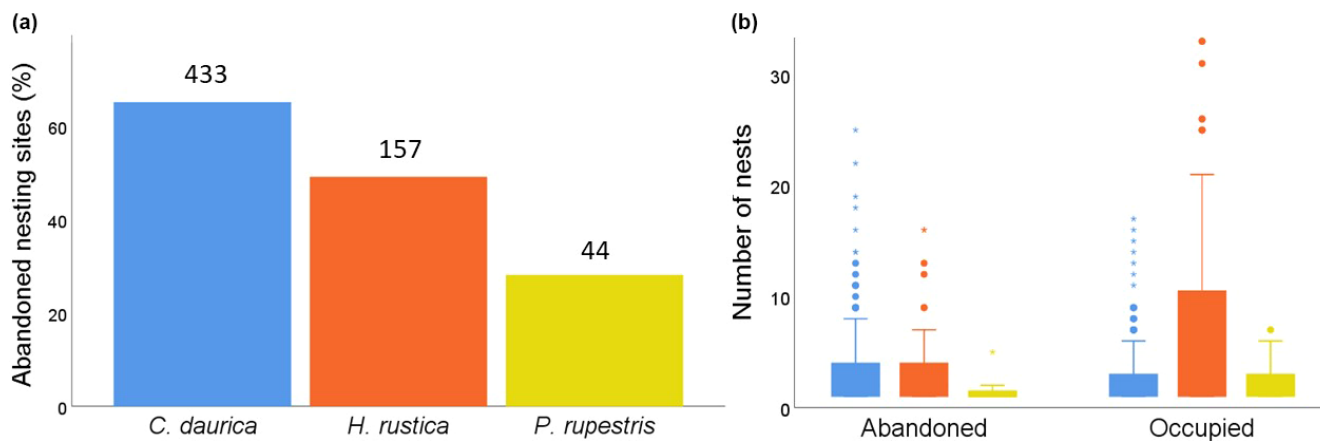 (a)
Abandoned nesting sites (%)
60
40
20
0
433
157
44
C. daurica
H. rustica
P. rupestris
(b)
Number of nests
30
20
10
0
Abandoned
Occupied